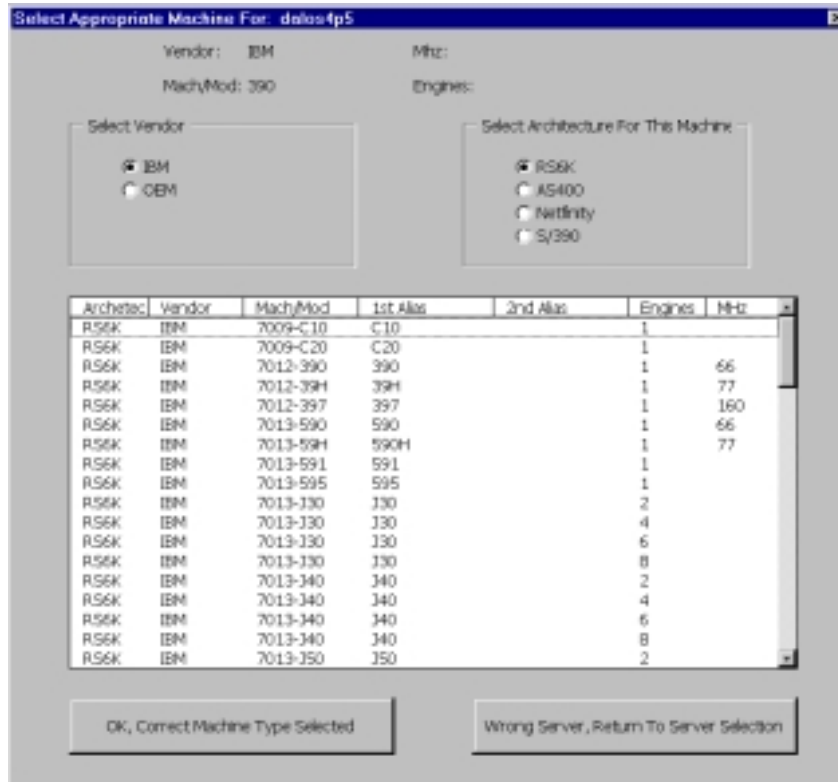 Select Appropriate Machine For: dalos4p5
Vendor: IBM Mhz:
Mach/Mod: 390 Engines:
Select Vendor Select Architecture For This Machine
IBM RS6K
OEM AS400
Netfinity
S/390
Archetec Vendor Mach/Mod 1st Alias 2nd Alias Engines MHz
RS6K IBM 7009-C10 C10 1
RS6K IBM 7009-C20 C20 1
RS6K IBM 7012-390 390 1 66
RS6K IBM 7012-39H 39H 1 77
RS6K IBM 7012-397 397 1 160
RS6K IBM 7013-590 590 1 66
RS6K IBM 7013-59H 590H 1 77
RS6K IBM 7013-591 591 1
RS6K IBM 7013-595 595 1
RS6K IBM 7013-J30 J30 2
RS6K IBM 7013-J30 J30 4
RS6K IBM 7013-J30 J30 6
RS6K IBM 7013-J30 J30 8
RS6K IBM 7013-J40 J40 2
RS6K IBM 7013-J40 J40 4
RS6K IBM 7013-J40 J40 6
RS6K IBM 7013-J40 J40 8
RS6K IBM 7013-J50 J50 2
OK, Correct Machine Type Selected Wrong Server, Return To Server Selection